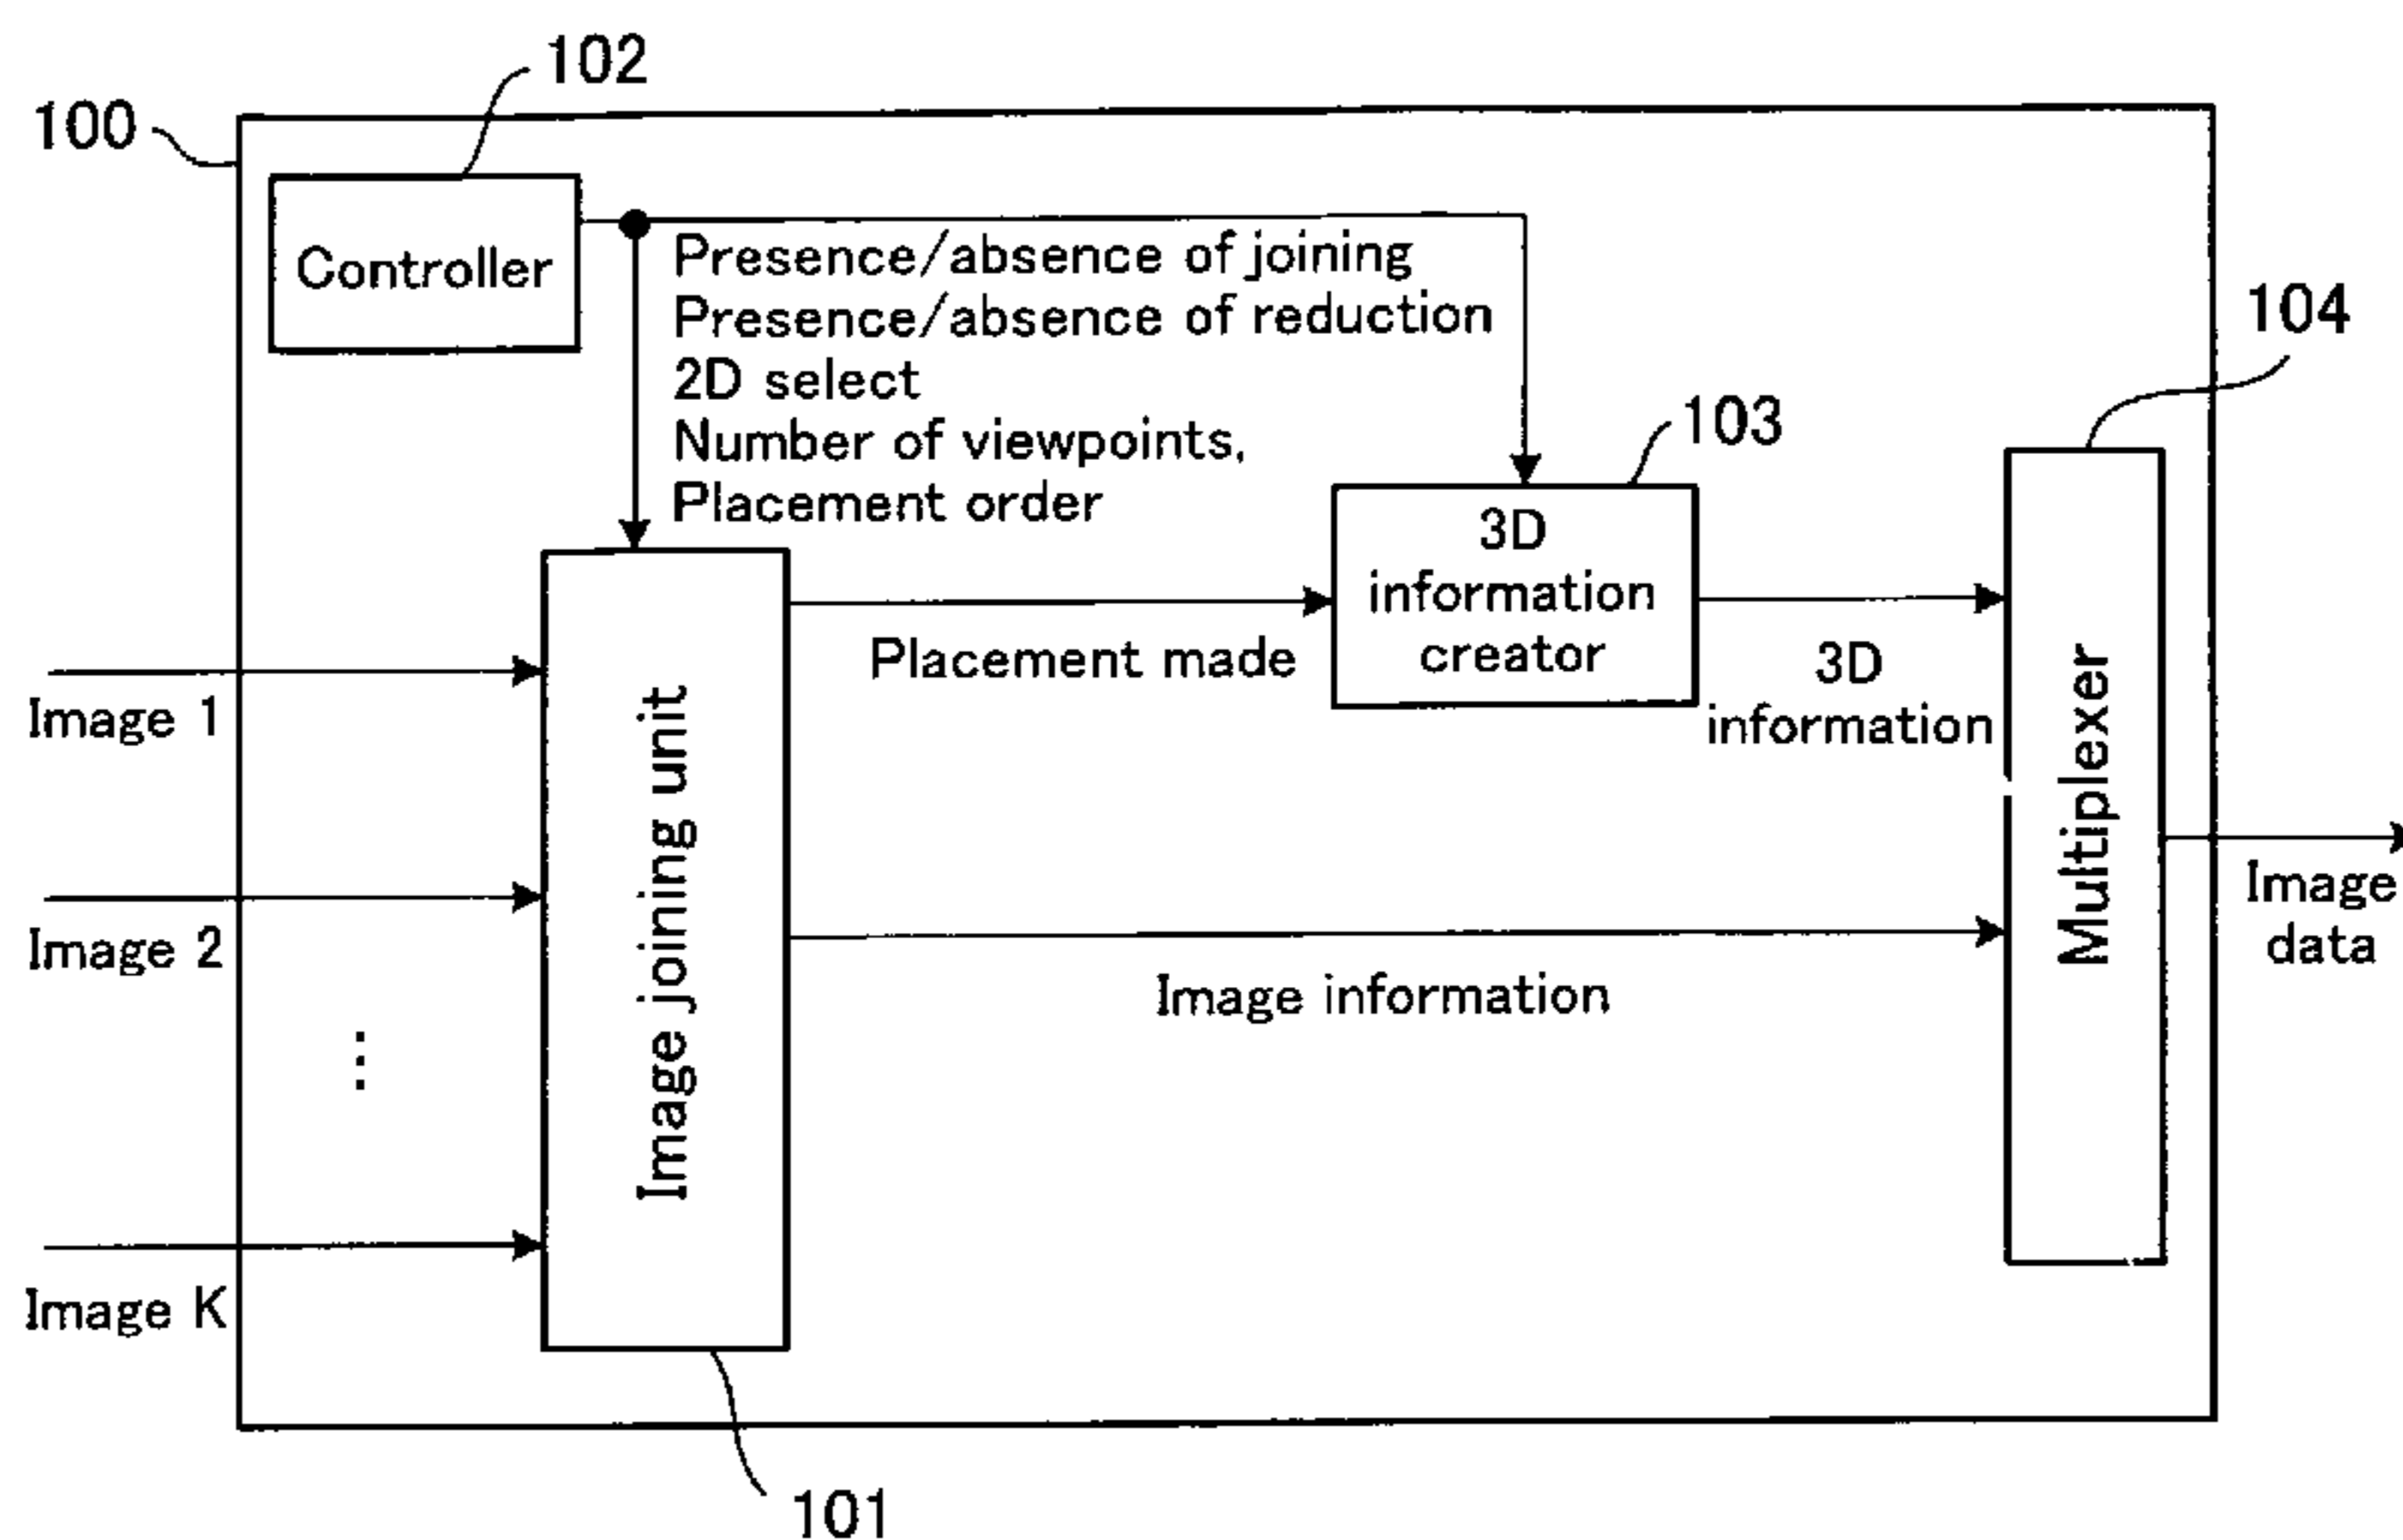 102
100
Controller
Presence/absence of joining
Presence/absence of reduction
2D select
Number of viewpoints,
Placement order
104
103
3D
information
creator
Placement made
3D
information
Image 1
Image 2
⋮
Image K
Image joining unit
Image information
Multiplexer
Image
data
101